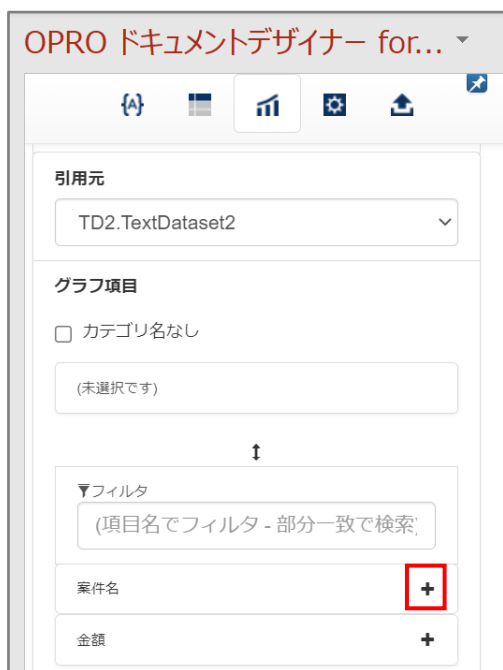 OPRO ドキュメントデザイナー for...
{A}
引用元
TD2.TextDataset2
グラフ項目
カテゴリ名なし
(未選択です)
フィルタ
(項目名でフィルタ - 部分一致で検索)
案件名
金額